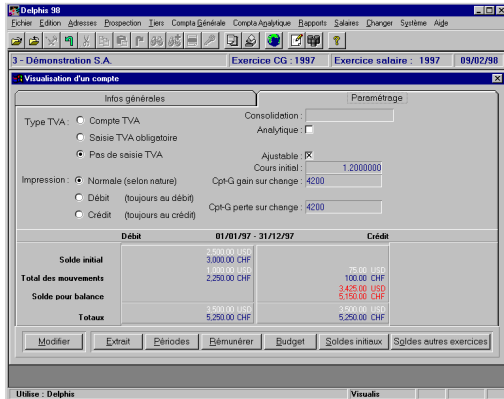 Delphis 98
Fichier Edition Adresses Prospection Tiers Compta Générale Compta Analytique Rapports Salaires Changer Système Aide
3 - Démonstration S.A. Exercice CG : 1997 Exercice salaire : 1997 09/02/98
Visualisation d'un compte
Infos générales Paramétrage
Type TVA : Compte TVA Consolidation :
Saisie TVA obligatoire Analytique :
Pas de saisie TVA Ajustable :
Cours initial : 1.2000000
Impression : Normale (selon nature) Cpt-G gain sur change : 4200
Débit (toujours au débit)
Cpt-G perte sur change : 4200
Crédit (toujours au crédit)
Débit 01/01/97 - 31/12/97 Crédit
2,500.00 USD
Solde initial 3,000.00 CHF
1,000.00 USD 75.00 USD
Total des mouvements 2,250.00 CHF 100.00 CHF
3,425.00 USD
Solde pour balance 5,150.00 CHF
3,500.00 USD 3,500.00 USD
Totaux 5,250.00 CHF 5,250.00 CHF
Modifier Extrait Périodes Rémunérer Budget Soldes initiaux Soldes autres exercices
Utilise : Delphis Visualis